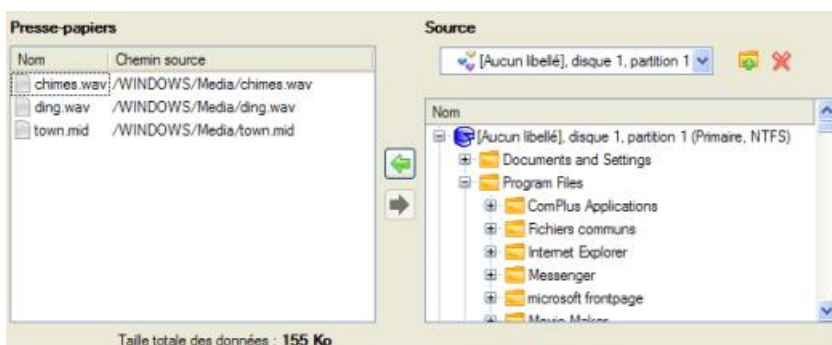 Presse-papiers
Nom Chemin source
chimes.wav /WINDOWS/Media/chimes.wav
ding.wav /WINDOWS/Media/ding.wav
town.mid /WINDOWS/Media/town.mid
Taille totale des données : 155 Ko
Source
[Aucun libellé], disque 1, partition 1
Nom
[Aucun libellé], disque 1, partition 1 (Primaire, NTFS)
Documents and Settings
Program Files
ComPlus Applications
Fichiers communs
Internet Explorer
Messenger
microsoft frontpage
Movie Maker